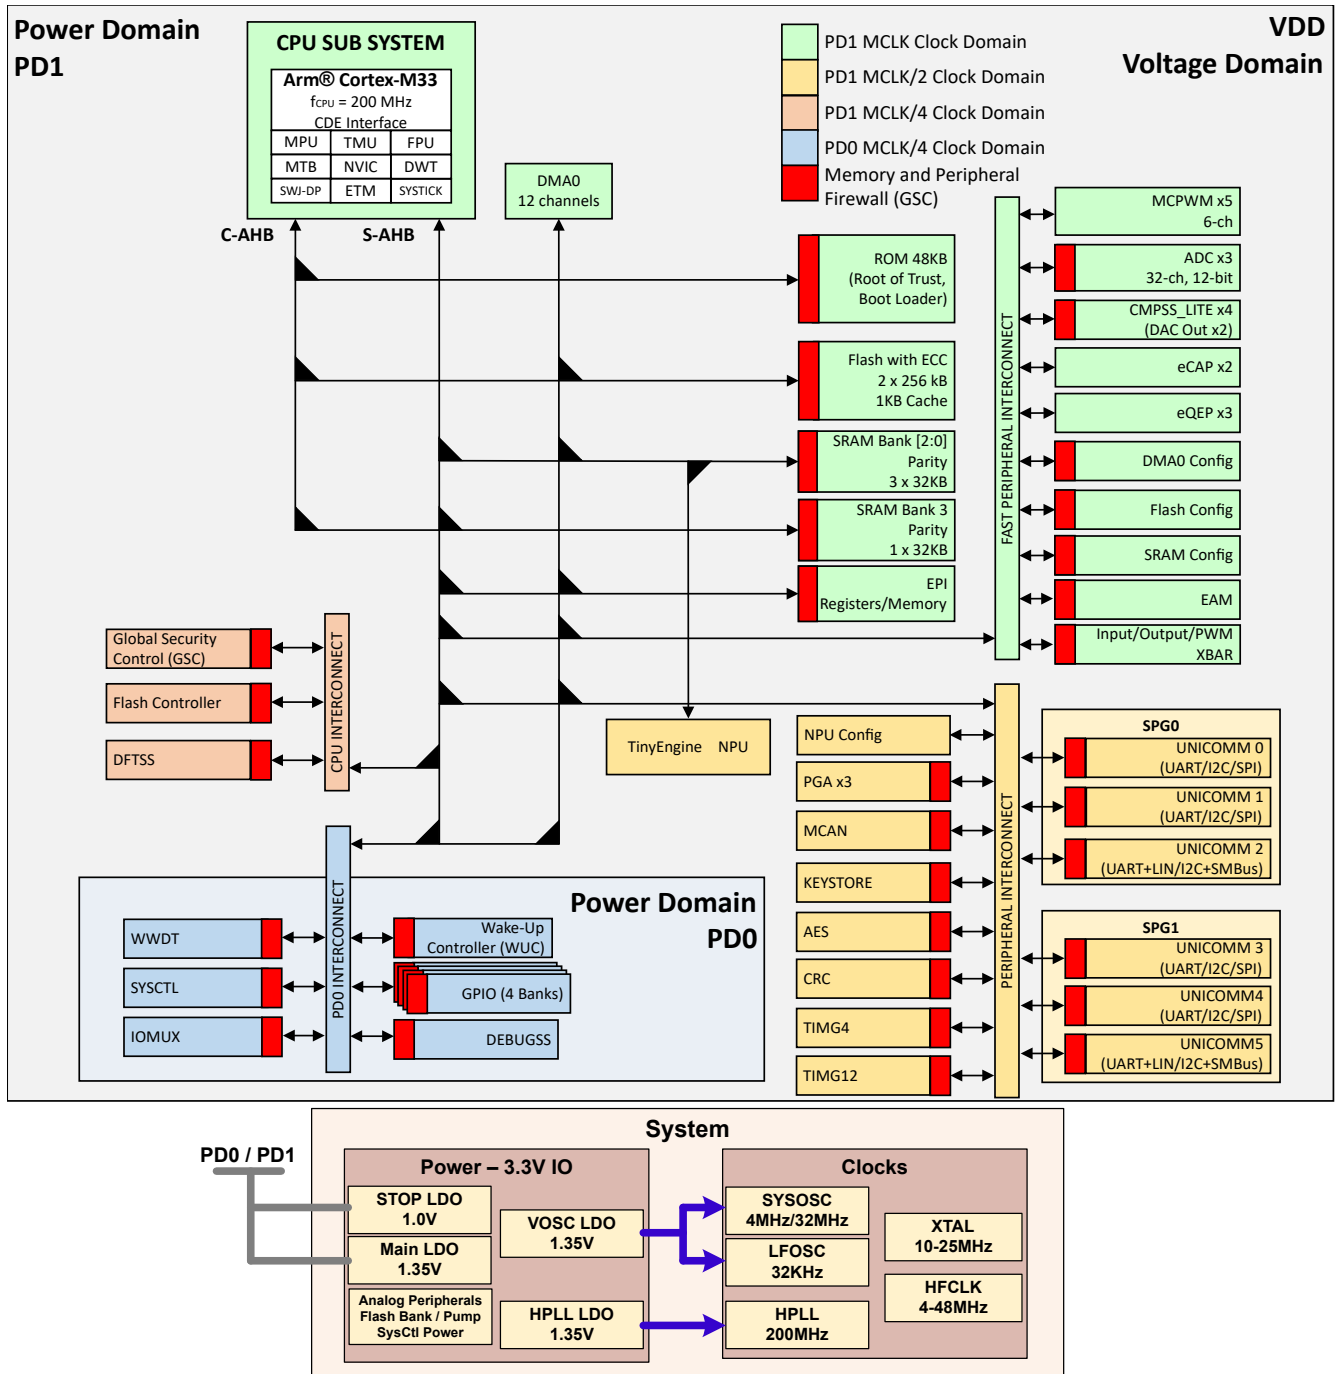 Power Domain
PD1
VDD
Voltage Domain
CPU SUB SYSTEM
Arm® Cortex-M33
fCPU = 200 MHz
CDE Interface
MPU TMU FPU
MTB NVIC DWT
SWJ-DP ETM SYSTICK
C-AHB
S-AHB
DMA0
12 channels
PD1 MCLK Clock Domain
PD1 MCLK/2 Clock Domain
PD1 MCLK/4 Clock Domain
PD0 MCLK/4 Clock Domain
Memory and Peripheral
Firewall (GSC)
ROM 48KB
(Root of Trust,
Boot Loader)
Flash with ECC
2 x 256 kB
1KB Cache
SRAM Bank [2:0]
Parity
3 x 32KB
SRAM Bank 3
Parity
1 x 32KB
EPI
Registers/Memory
FAST PERIPHERAL INTERCONNECT
MCPWM x5
6-ch
ADC x3
32-ch, 12-bit
CMPSS_LITE x4
(DAC Out x2)
eCAP x2
eQEP x3
DMA0 Config
Flash Config
SRAM Config
EAM
Input/Output/PWM
XBAR
Global Security
Control (GSC)
Flash Controller
DFTSS
CPU INTERCONNECT
TinyEngine NPU
NPU Config
PGA x3
MCAN
KEYSTORE
AES
CRC
TIMG4
TIMG12
PERIPHERAL INTERCONNECT
SPG0
UNICOMM 0
(UART/I2C/SPI)
UNICOMM 1
(UART/I2C/SPI)
UNICOMM 2
(UART+LIN/I2C+SMBus)
SPG1
UNICOMM 3
(UART/I2C/SPI)
UNICOMM4
(UART/I2C/SPI)
UNICOMM5
(UART+LIN/I2C+SMBus)
Power Domain
PD0
PD0 INTERCONNECT
WWDT
SYSCTL
IOMUX
Wake-Up
Controller (WUC)
GPIO (4 Banks)
DEBUGSS
System
PD0 / PD1
Power – 3.3V IO
STOP LDO
1.0V
Main LDO
1.35V
Analog Peripherals
Flash Bank / Pump
SysCtl Power
VOSC LDO
1.35V
HPLL LDO
1.35V
Clocks
SYSOSC
4MHz/32MHz
LFOSC
32KHz
HPLL
200MHz
XTAL
10-25MHz
HFCLK
4-48MHz